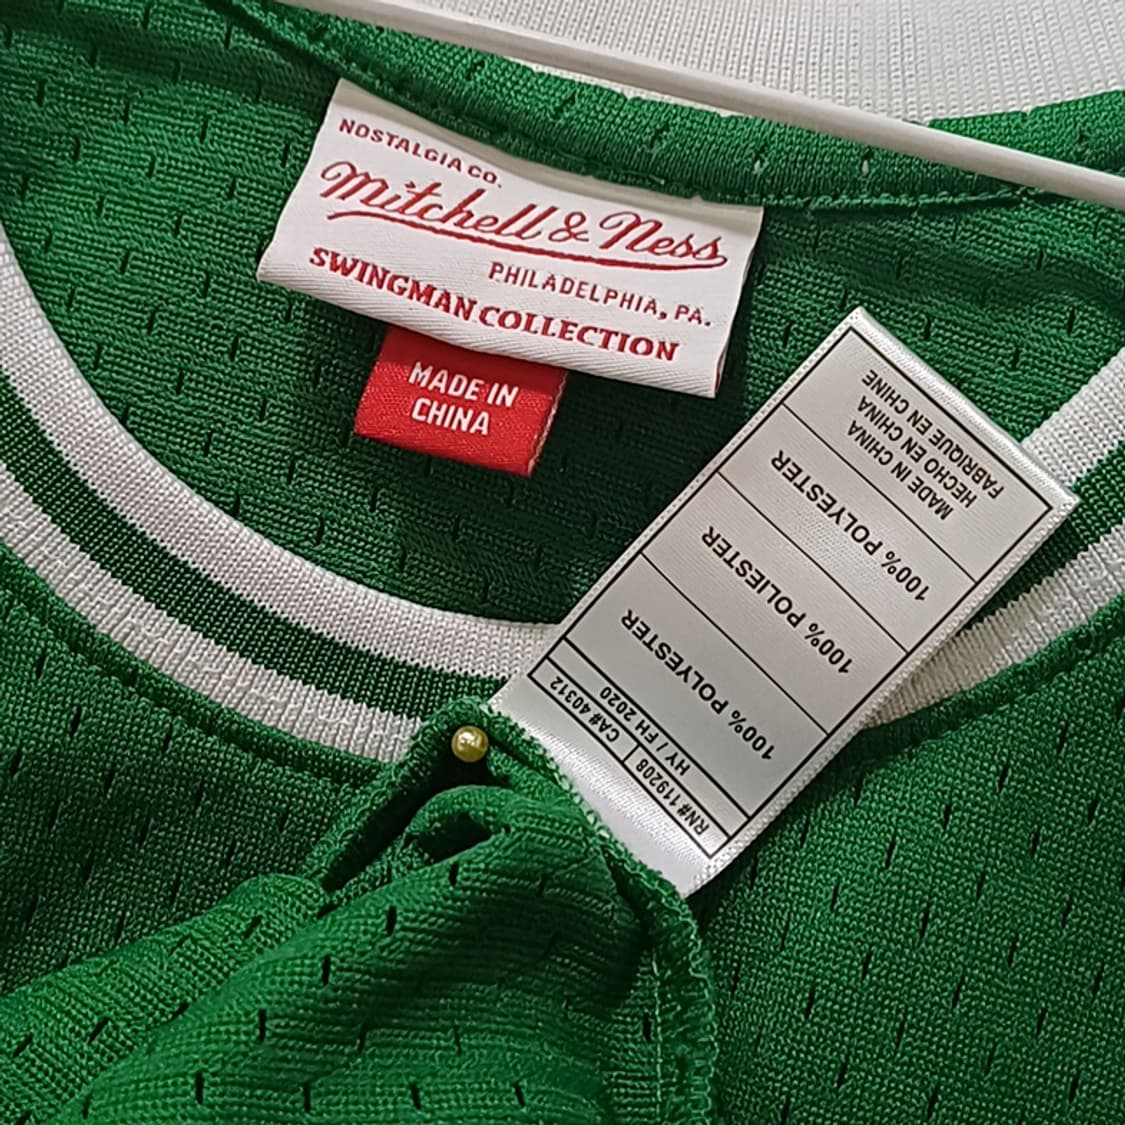 NOSTALGIA CO.
Mitchell & Ness
PHILADELPHIA, PA.
SWINGMAN COLLECTION
MADE IN
CHINA
RN# 119208
CA# 40312
HY / FH 2020
100% POLYESTER
100% POLIESTER
100% POLYESTER
MADE IN CHINA
HECHO EN CHINA
FABRIQUE EN CHINE